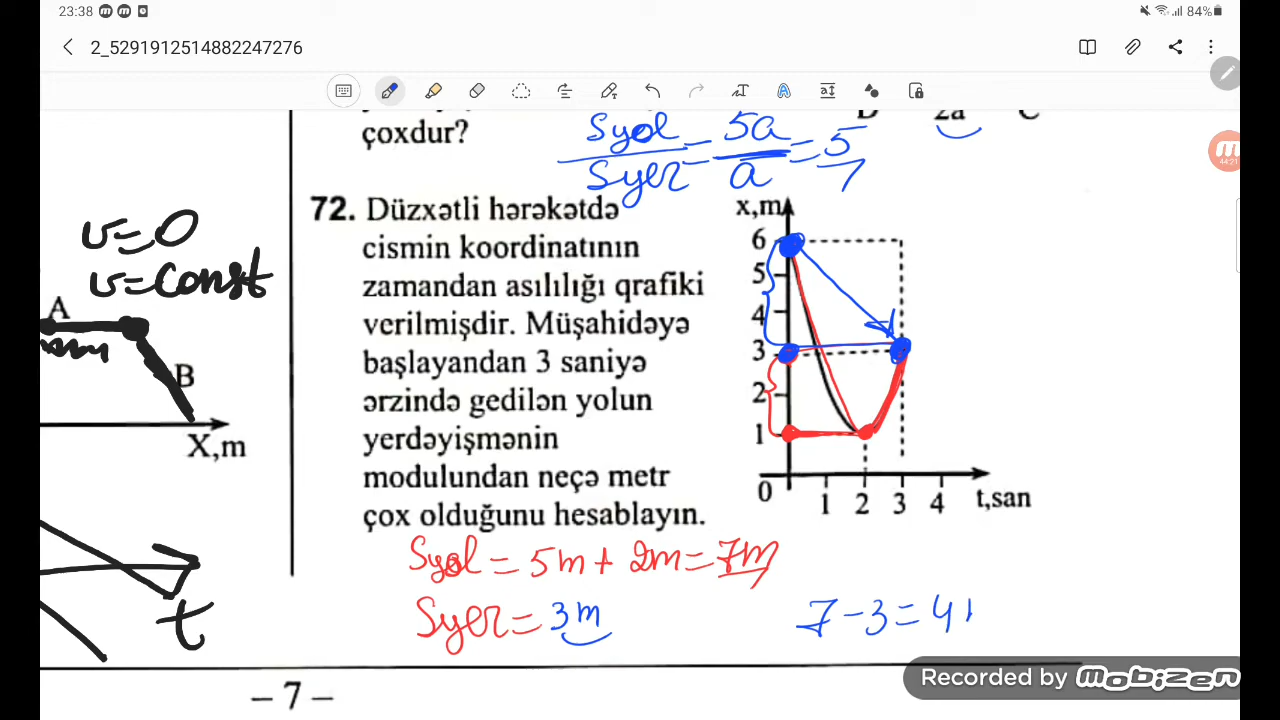 23:38
84%
2_5291912514882247276
çoxdur?
Syol/Syer = 5a/a = 5
2a
C
72. Düzxətli hərəkətdə
cismin koordinatının
zamandan asılılığı qrafiki
verilmişdir. Müşahidəyə
başlayandan 3 saniyə
ərzində gedilən yolun
yerdəyişmənin
modulundan neçə metr
çox olduğunu hesablayın.
x,m
6
5
4
3
2
1
0
1 2 3 4 t,san
υ=0
υ=const
A
B
X,m
t
Syol = 5m + 2m = 7m
Syer = 3m
7-3=4
- 7 -
44:21
Recorded by mobizen